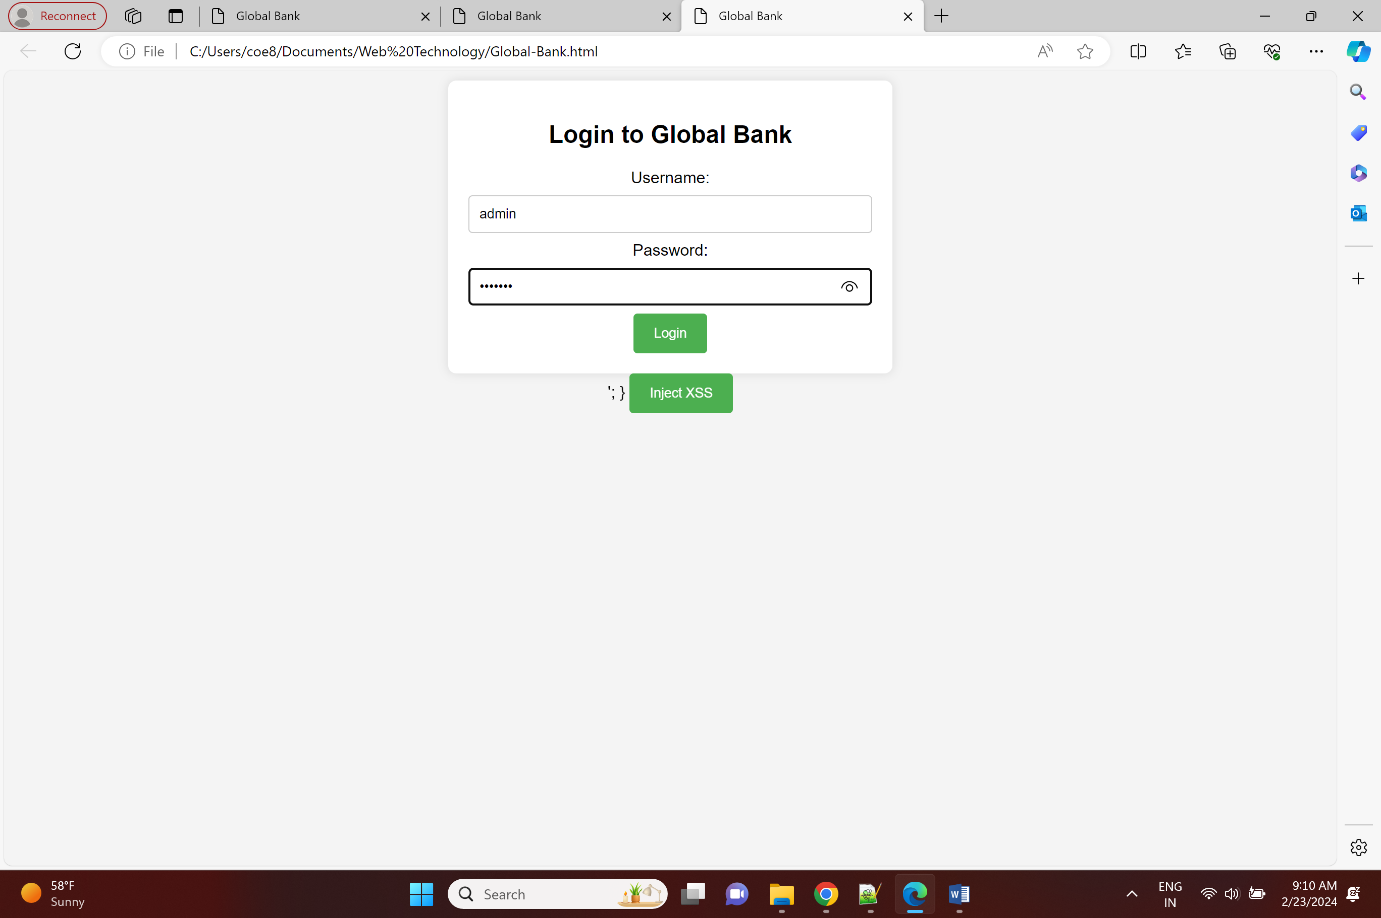 Reconnect
Global Bank
Global Bank
Global Bank
File
C:/Users/coe8/Documents/Web%20Technology/Global-Bank.html
Login to Global Bank
Username:
admin
Password:
•••••••
Login
'; } Inject XSS
58°F
Sunny
Search
ENG
IN
9:10 AM
2/23/2024